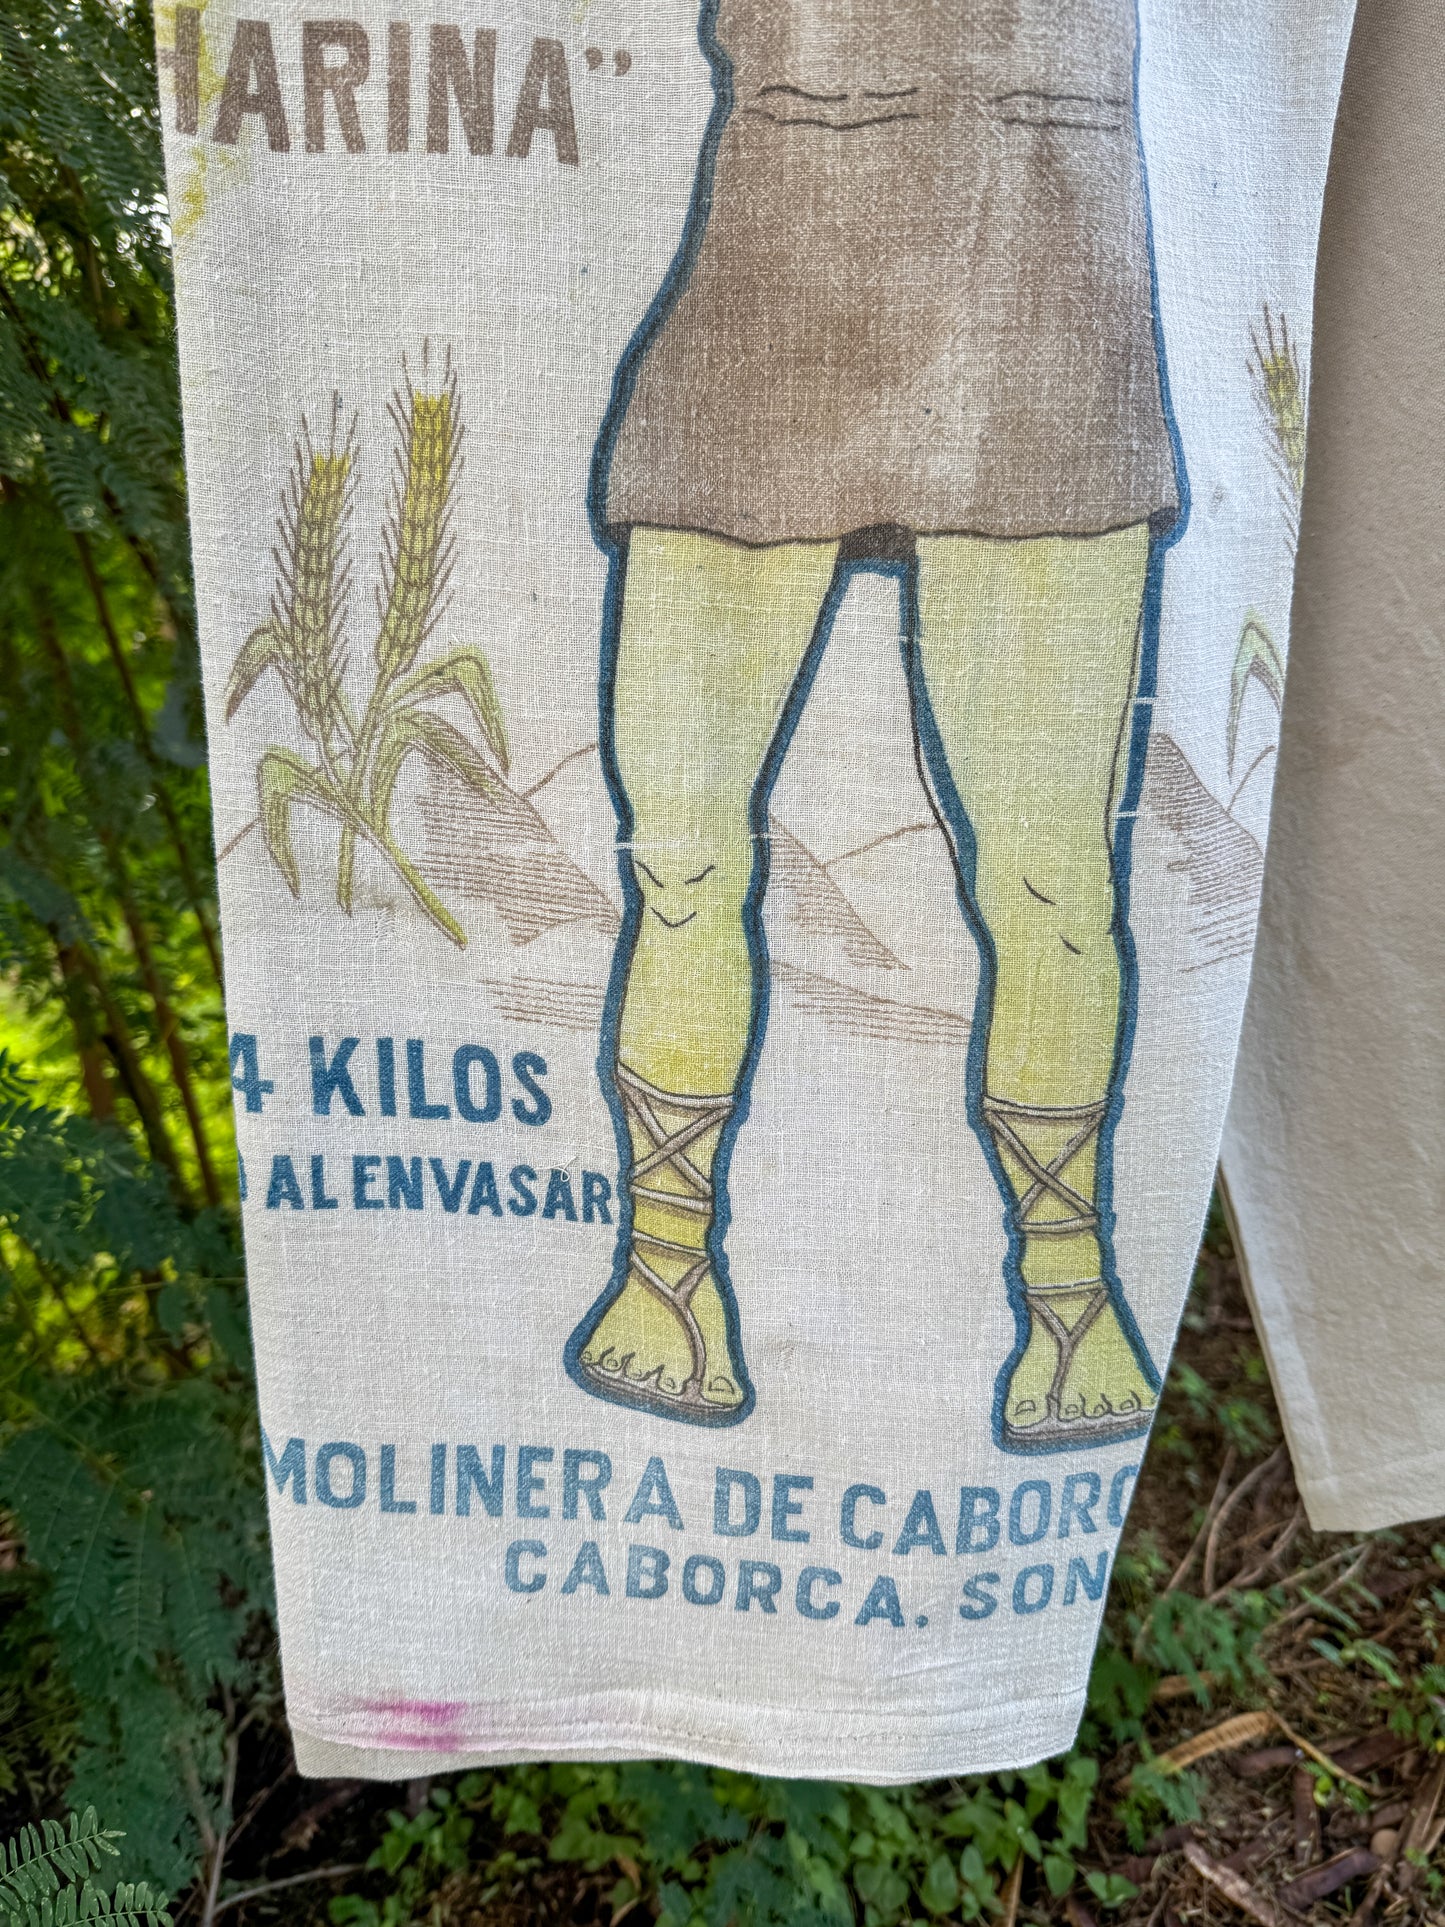 HARINA”
4 KILOS
AL ENVASAR
MOLINERA DE CABORC
CABORCA. SON